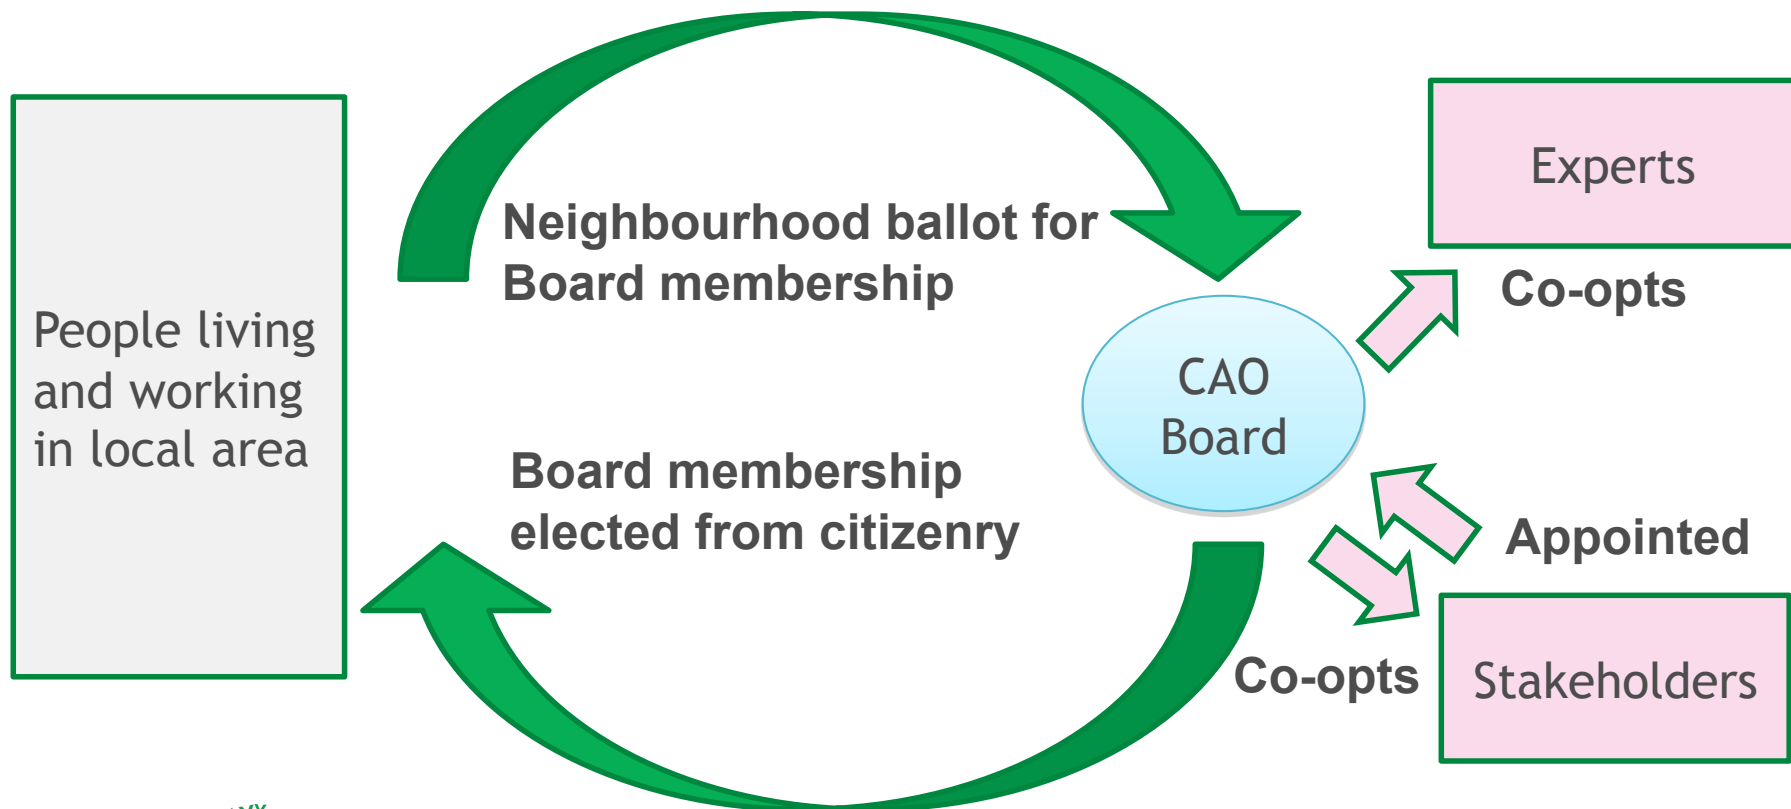 Neighbourhood ballot for
Board membership
Experts
Co-opts
People living
and working
in local area
CAO
Board
Board membership
elected from citizenry
Appointed
Co-opts
Stakeholders